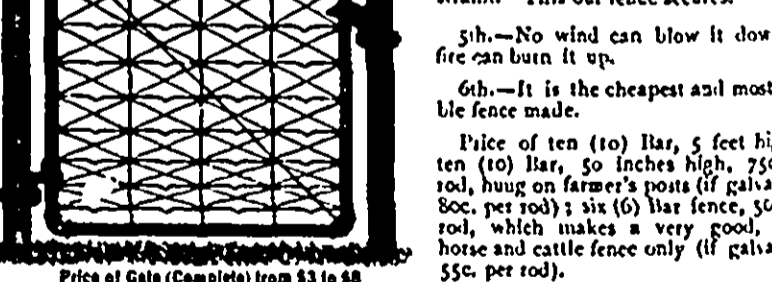 Price of Gate (Complete) from $3 to $8
5th.—No wind can blow it dow
fire can burn it up.
6th.—It is the cheapest and most
ble fence made.
Price of ten (10) Bar, 5 feet hi
ten (10) Bar, 50 inches high, 75c
rod, hung on farmer's posts (if galva
80c. per rod); six (6) Bar fence, 50
rod, which makes a very good,
horse and cattle fence only (if galva
55c. per rod).